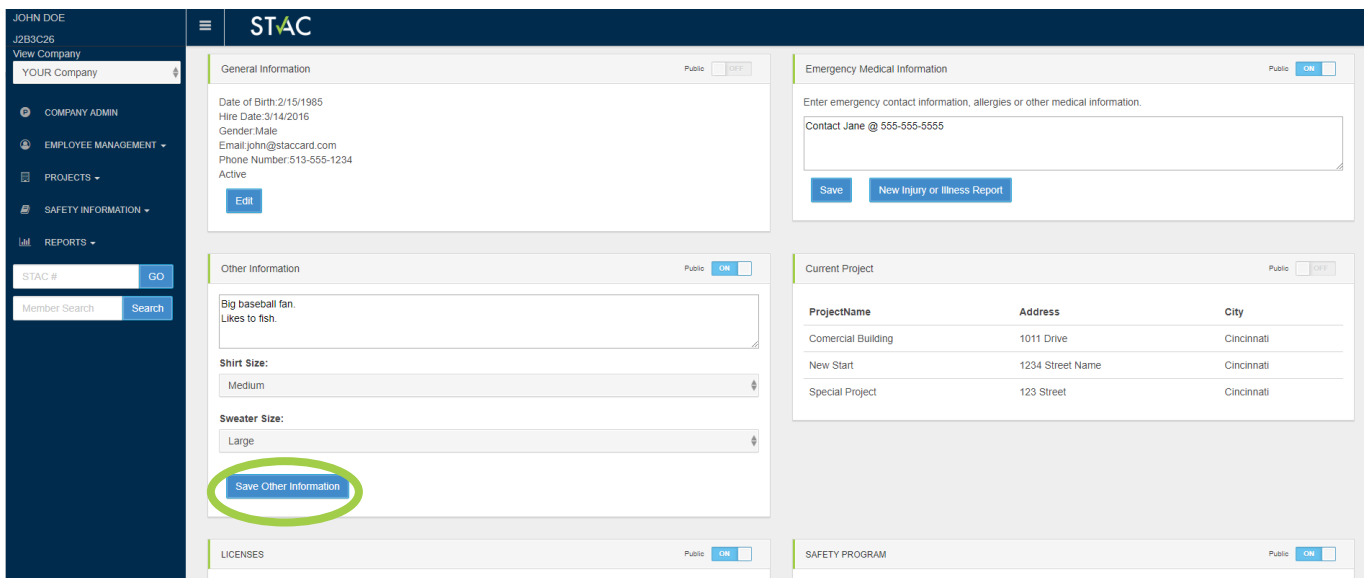 JOHN DOE
J2B3C26
View Company
YOUR Company
COMPANY ADMIN
EMPLOYEE MANAGEMENT
PROJECTS
SAFETY INFORMATION
REPORTS
STAC #
GO
Member Search
Search
STAC
General Information
Public OFF
Date of Birth:2/15/1985
Hire Date:3/14/2016
Gender:Male
Email:john@staccard.com
Phone Number:513-555-1234
Active
Edit
Emergency Medical Information
Public ON
Enter emergency contact information, allergies or other medical information.
Contact Jane @ 555-555-5555
Save New Injury or Illness Report
Other Information
Public ON
Big baseball fan.
Likes to fish.
Shirt Size:
Medium
Sweater Size:
Large
Save Other Information
Current Project
Public OFF
ProjectName Address City
Comercial Building 1011 Drive Cincinnati
New Start 1234 Street Name Cincinnati
Special Project 123 Street Cincinnati
LICENSES
Public ON
SAFETY PROGRAM
Public ON